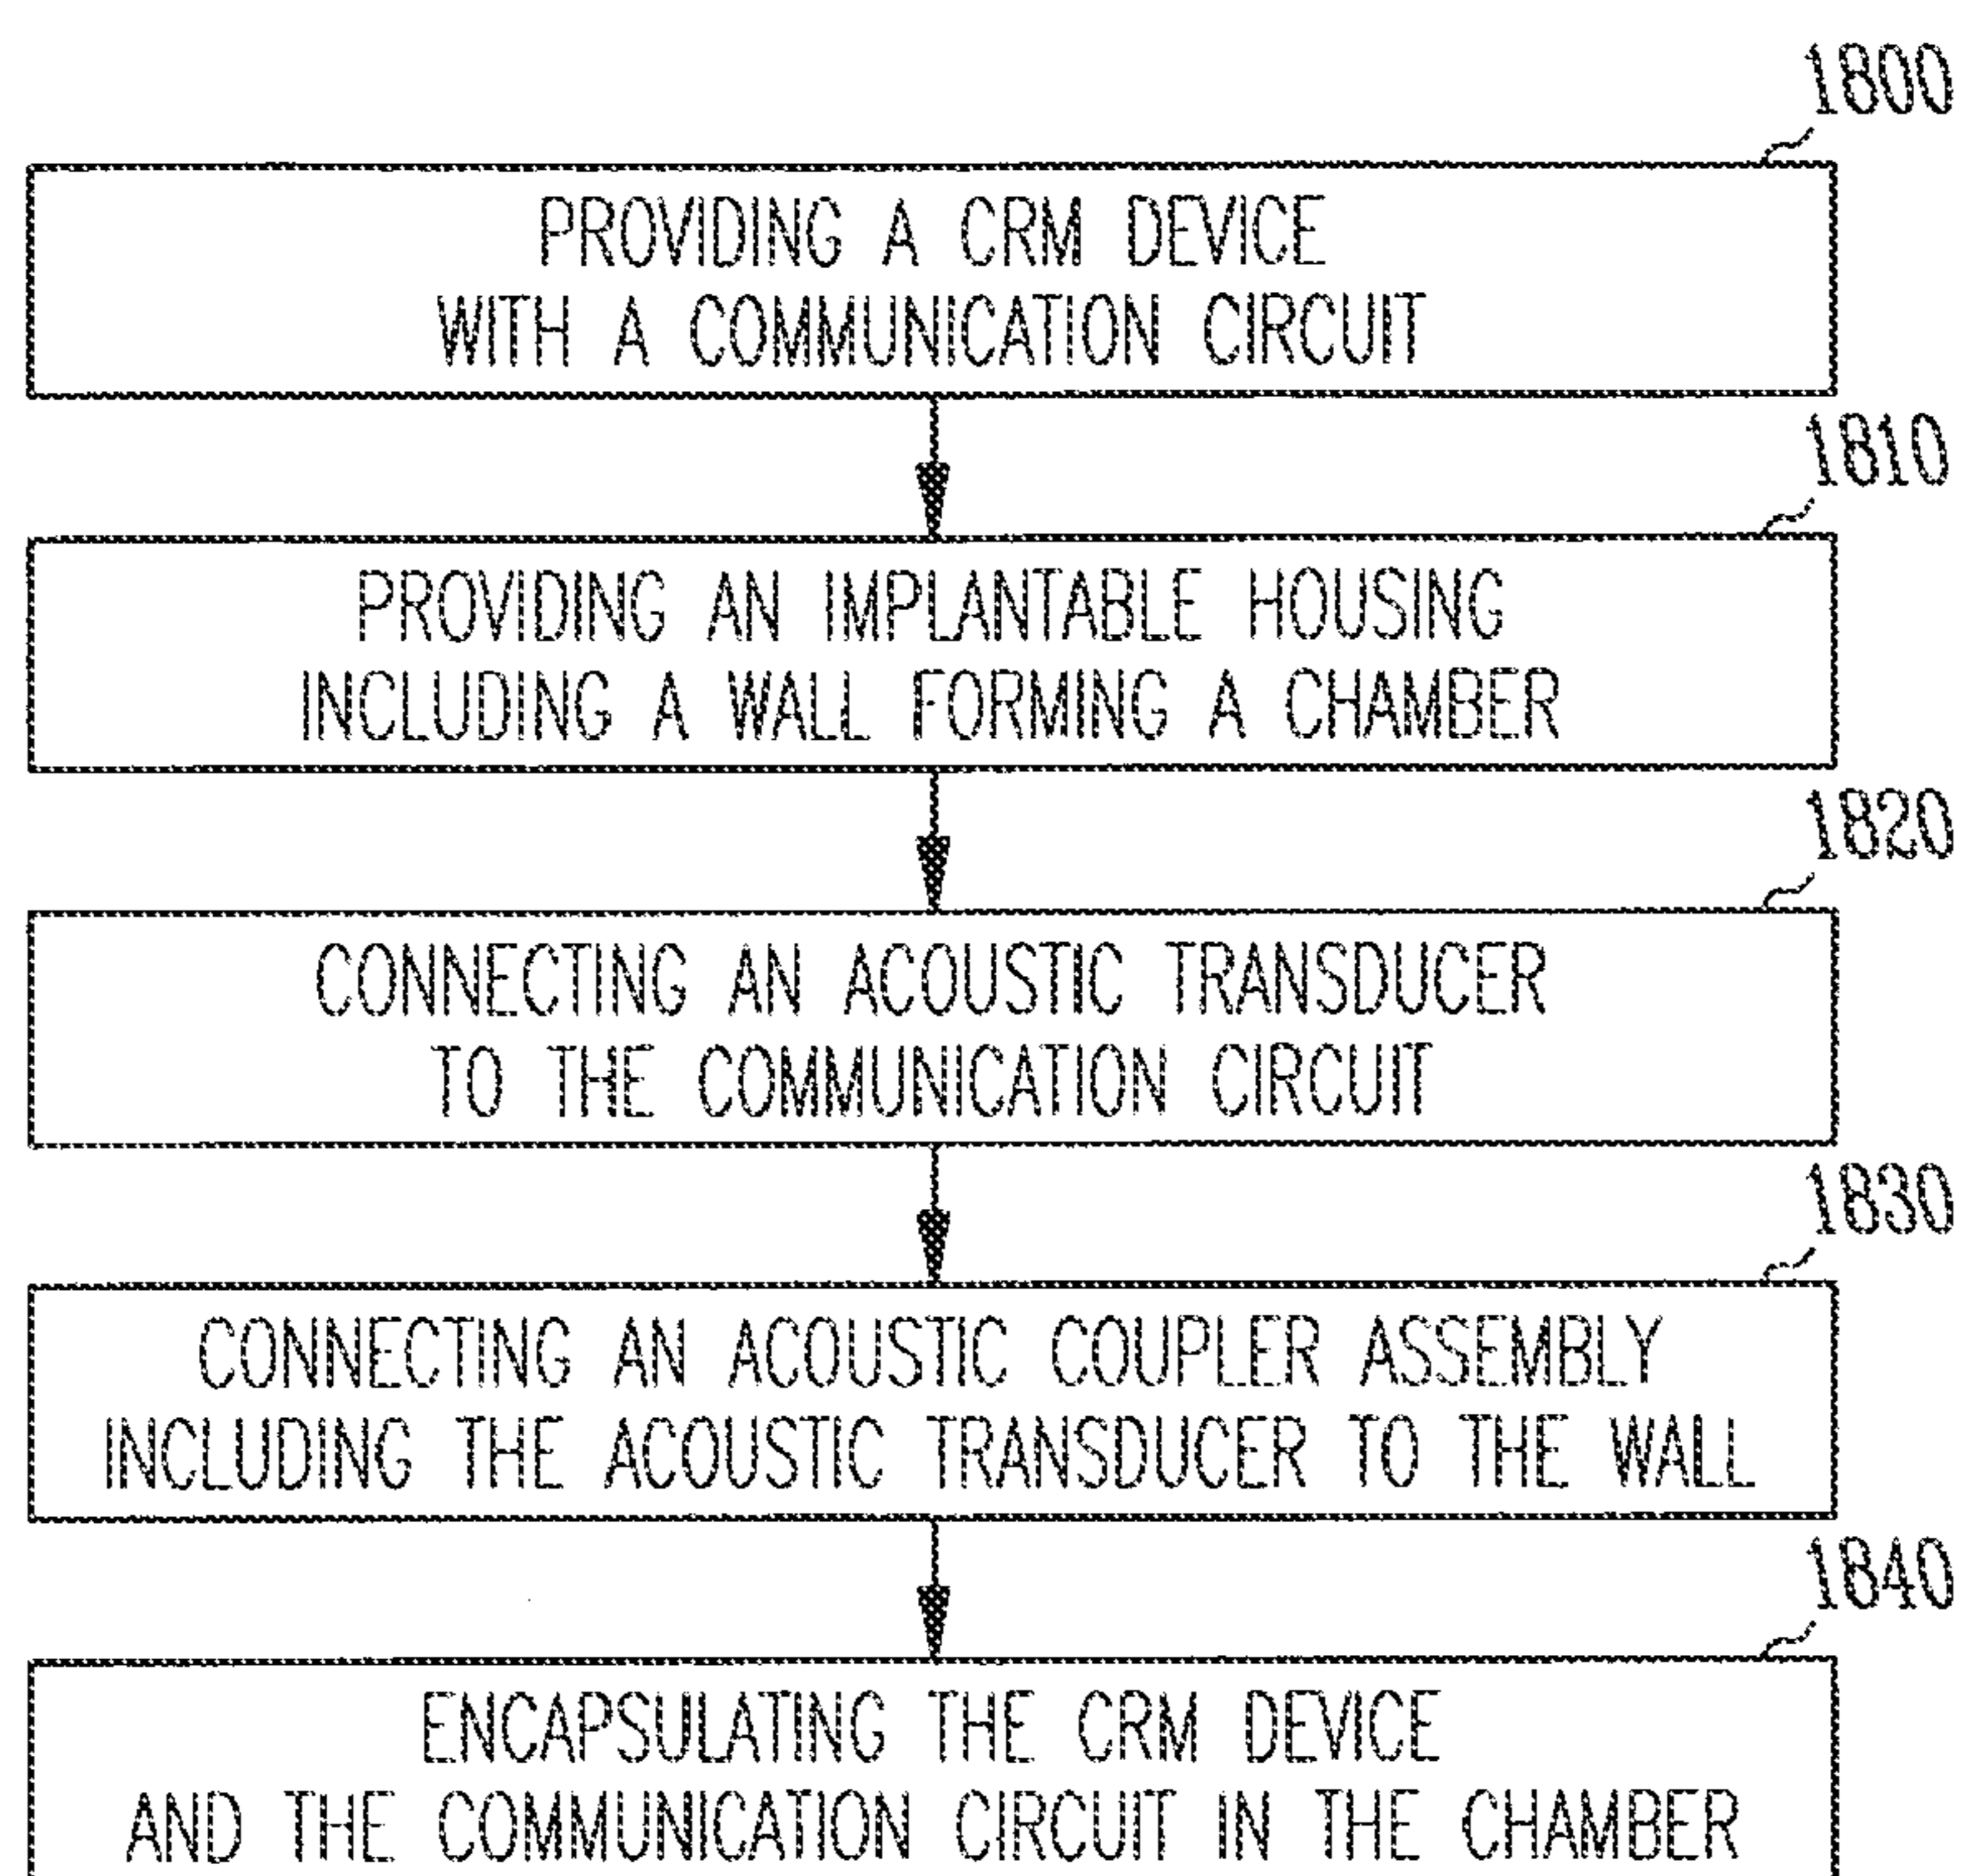 1800
PROVIDING A CRM DEVICE
WITH A COMMUNICATION CIRCUIT
1810
PROVIDING AN IMPLANTABLE HOUSING
INCLUDING A WALL FORMING A CHAMBER
1820
CONNECTING AN ACOUSTIC TRANSDUCER
TO THE COMMUNICATION CIRCUIT
1830
CONNECTING AN ACOUSTIC COUPLER ASSEMBLY
INCLUDING THE ACOUSTIC TRANSDUCER TO THE WALL
1840
ENCAPSULATING THE CRM DEVICE
AND THE COMMUNICATION CIRCUIT IN THE CHAMBER